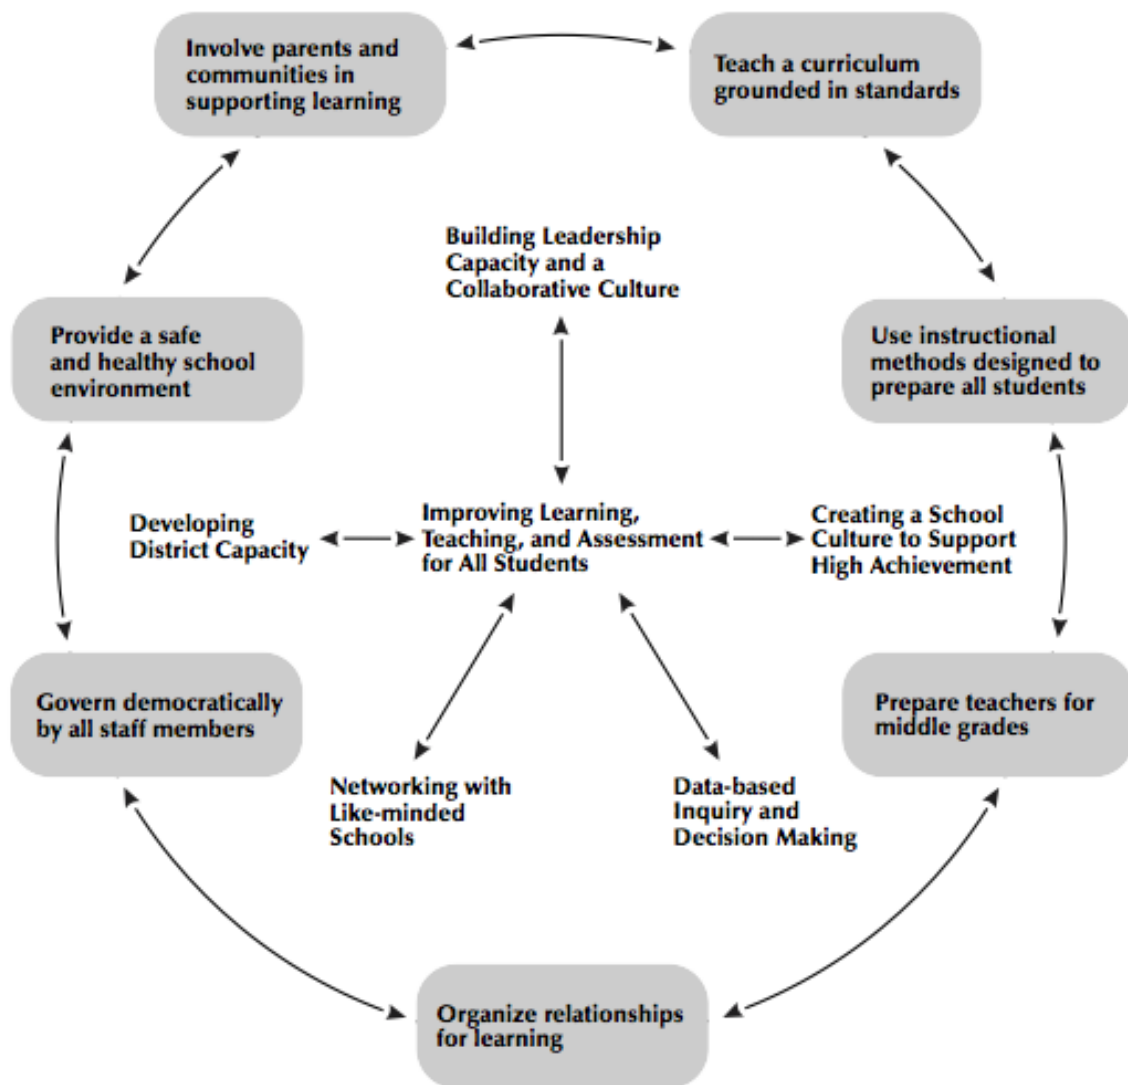 Involve parents and
communities in
supporting learning
Teach a curriculum
grounded in standards
Building Leadership
Capacity and a
Collaborative Culture
Provide a safe
and healthy school
environment
Use instructional
methods designed to
prepare all students
Developing
District Capacity
Improving Learning,
Teaching, and Assessment
for All Students
Creating a School
Culture to Support
High Achievement
Govern democratically
by all staff members
Prepare teachers for
middle grades
Networking with
Like-minded
Schools
Data-based
Inquiry and
Decision Making
Organize relationships
for learning